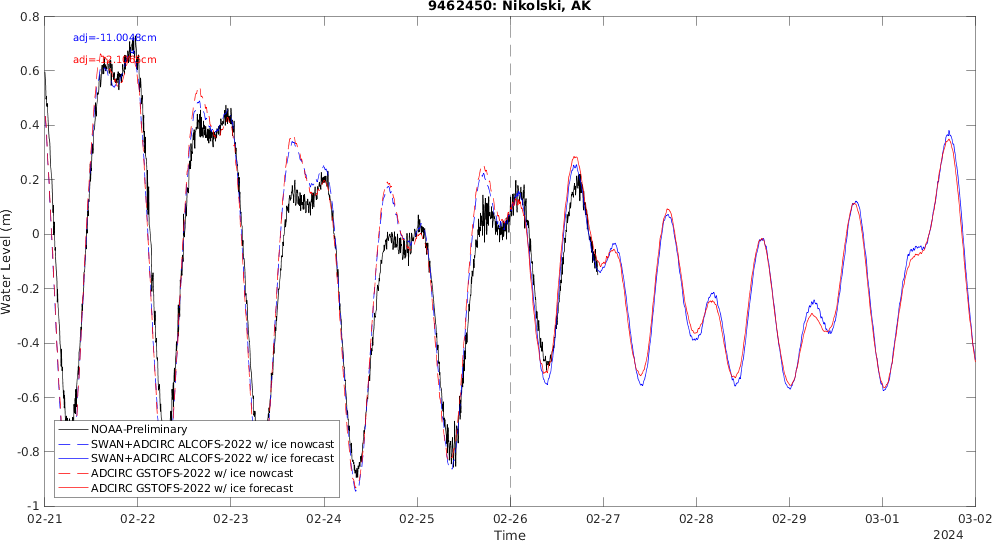 9462450: Nikolski, AK
0.8
adj=-11.0048cm
0.6
0.4
0.2
0
-0.2
-0.4
-0.6
-0.8
-1
Water Level (m)
NOAA-Preliminary
SWAN+ADCIRC ALCOFS-2022 w/ ice nowcast
SWAN+ADCIRC ALCOFS-2022 w/ ice forecast
ADCIRC GSTOFS-2022 w/ ice nowcast
ADCIRC GSTOFS-2022 w/ ice forecast
02-21 02-22 02-23 02-24 02-25 02-26 02-27 02-28 02-29 03-01 03-02
Time
2024